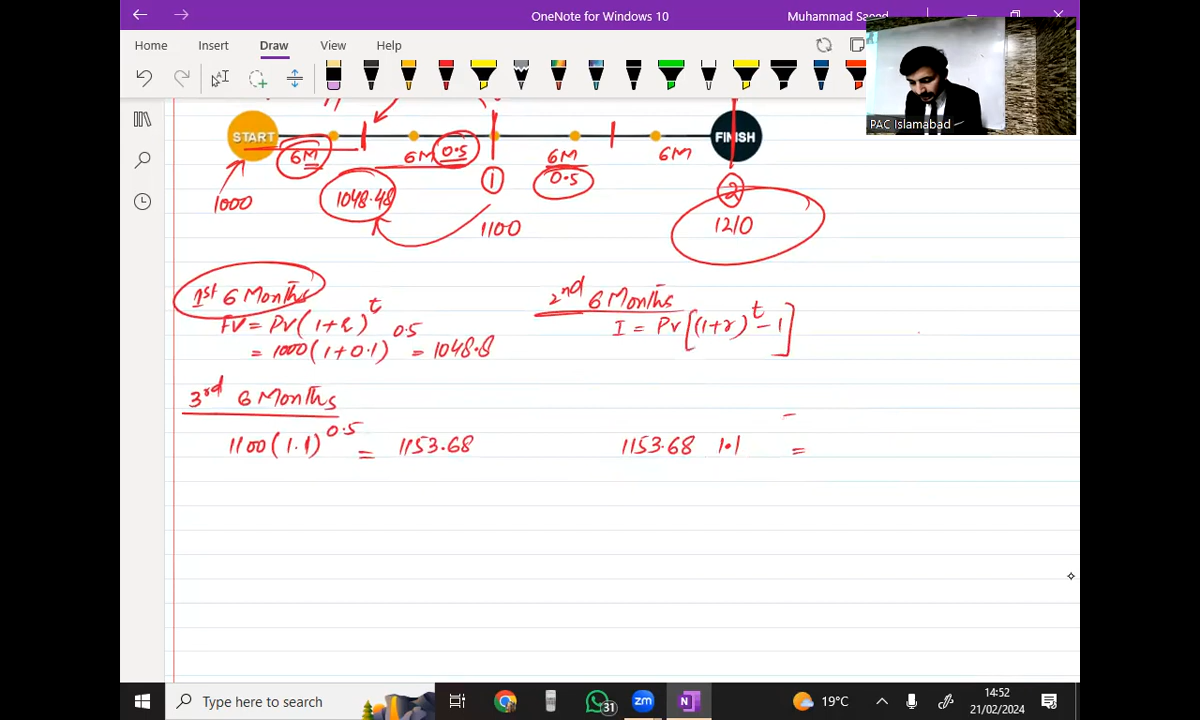 OneNote for Windows 10
Muhammad Saeed
Home Insert Draw View Help
PAC Islamabad
START FINISH
6M 6M 0.5 6M 6M
1000 1048.48 1 0.5 2
1100 1210
1st 6 Months 2nd 6 Months
FV = PV(1+r)^t I = PV[(1+r)^t - 1]
= 1000(1+0.1)^0.5 = 1048.8
3rd 6 Months
1100(1.1)^0.5 = 1153.68 1153.68 1.1 =
Type here to search
31
zm
N
19°C
14:52
21/02/2024